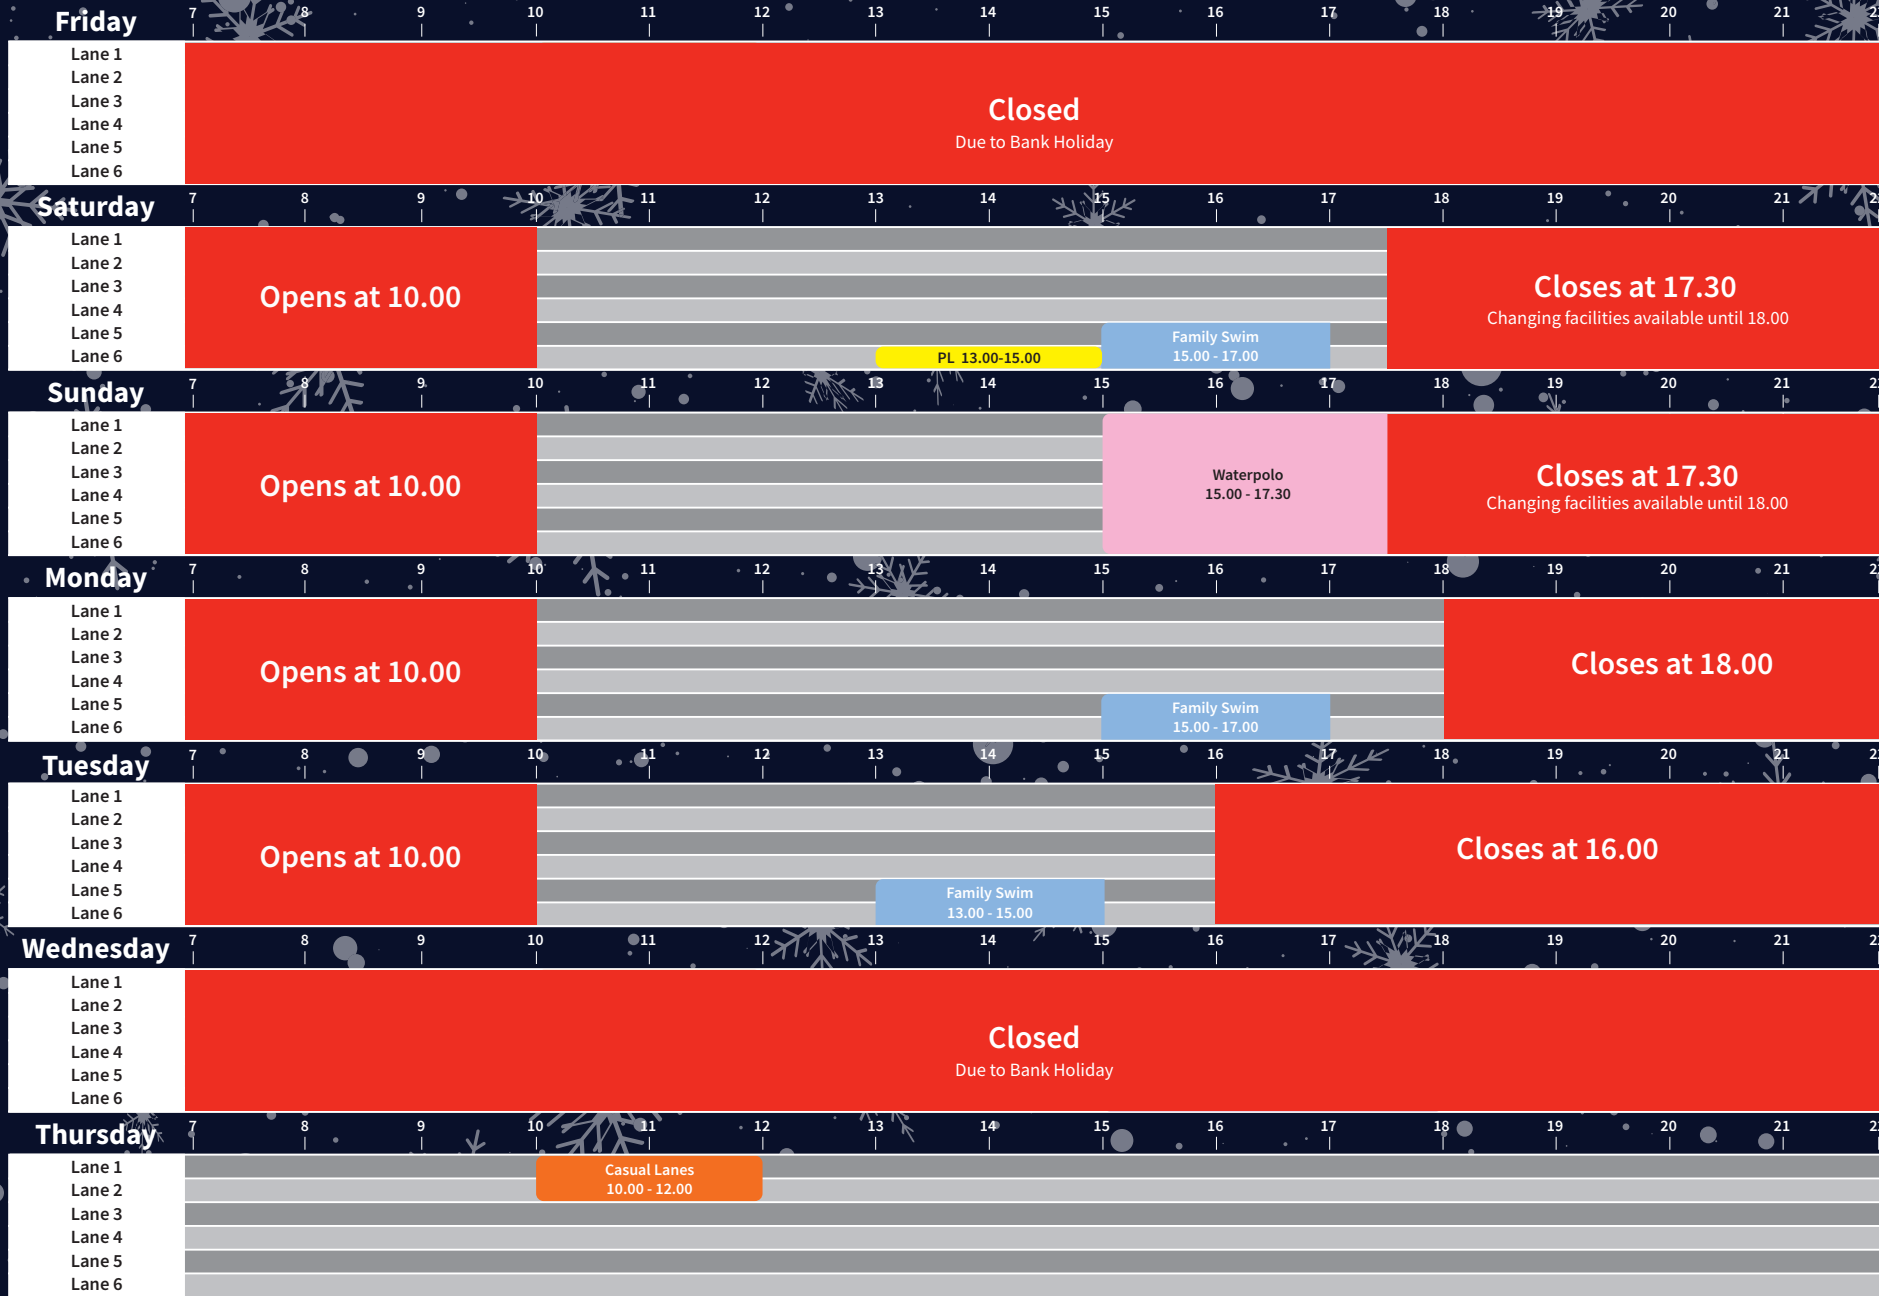 Friday
7 8 9 10 11 12 13 14 15 16 17 18 19 20 21
Lane 1
Lane 2
Lane 3
Lane 4
Lane 5
Lane 6
Closed
Due to Bank Holiday
Saturday
7 8 9 10 11 12 13 14 15 16 17 18 19 20 21
Lane 1
Lane 2
Lane 3
Lane 4
Lane 5
Lane 6
Opens at 10.00
PL 13.00-15.00
Family Swim
15.00 - 17.00
Closes at 17.30
Changing facilities available until 18.00
Sunday
7 8 9 10 11 12 13 14 15 16 17 18 19 20 21
Lane 1
Lane 2
Lane 3
Lane 4
Lane 5
Lane 6
Opens at 10.00
Waterpolo
15.00 - 17.30
Closes at 17.30
Changing facilities available until 18.00
Monday
7 8 9 10 11 12 13 14 15 16 17 18 19 20 21
Lane 1
Lane 2
Lane 3
Lane 4
Lane 5
Lane 6
Opens at 10.00
Family Swim
15.00 - 17.00
Closes at 18.00
Tuesday
7 8 9 10 11 12 13 14 15 16 17 18 19 20 21
Lane 1
Lane 2
Lane 3
Lane 4
Lane 5
Lane 6
Opens at 10.00
Family Swim
13.00 - 15.00
Closes at 16.00
Wednesday
7 8 9 10 11 12 13 14 15 16 17 18 19 20 21
Lane 1
Lane 2
Lane 3
Lane 4
Lane 5
Lane 6
Closed
Due to Bank Holiday
Thursday
7 8 9 10 11 12 13 14 15 16 17 18 19 20 21
Lane 1
Lane 2
Lane 3
Lane 4
Lane 5
Lane 6
Casual Lanes
10.00 - 12.00